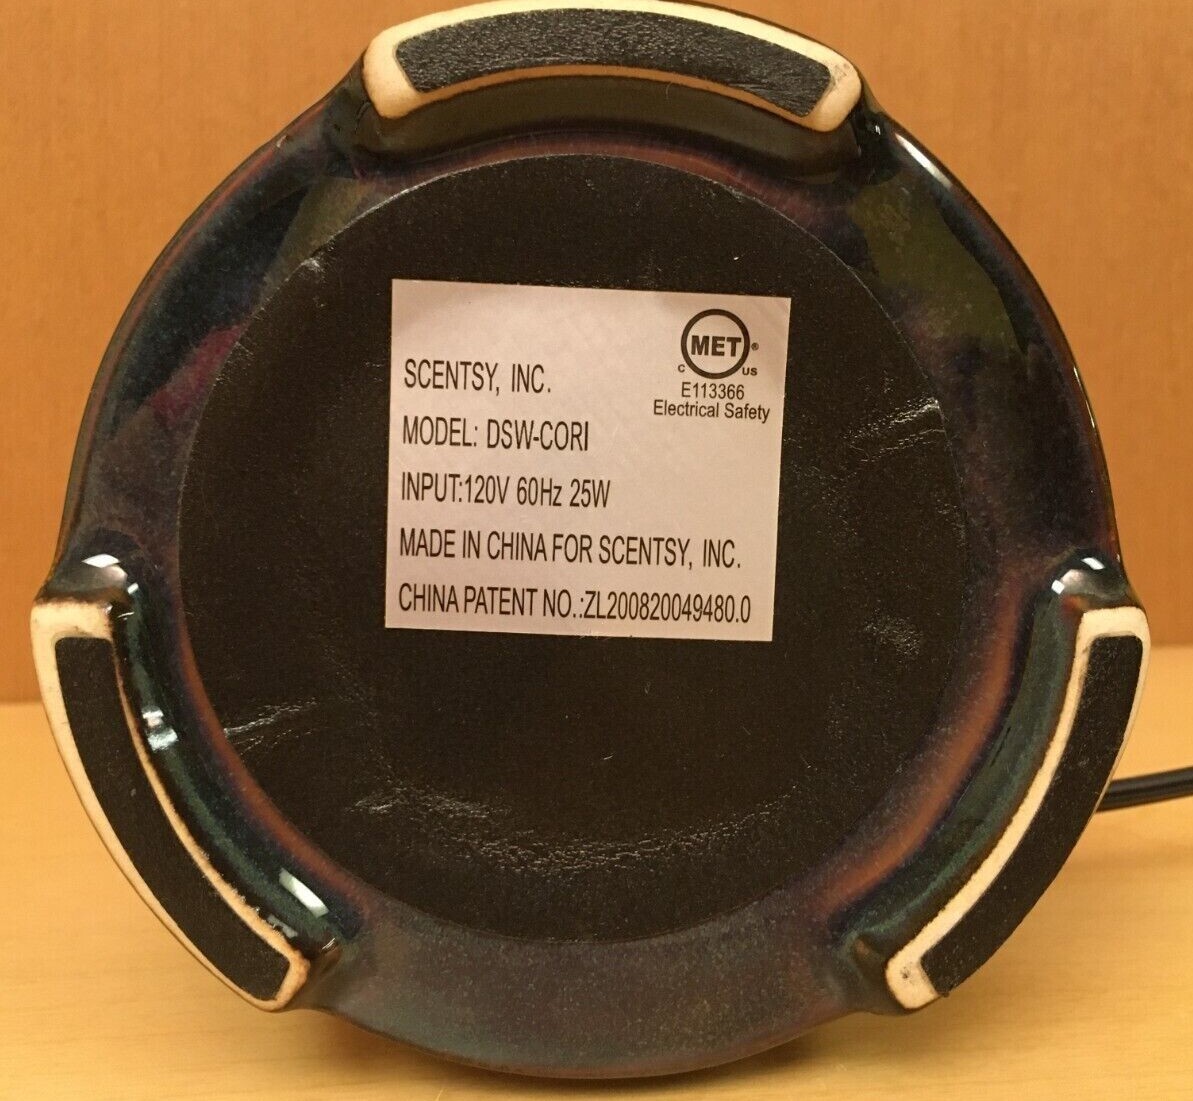 MET®
C US
E113366
Electrical Safety
SCENTSY, INC.
MODEL: DSW-CORI
INPUT:120V 60Hz 25W
MADE IN CHINA FOR SCENTSY, INC.
CHINA PATENT NO.:ZL200820049480.0